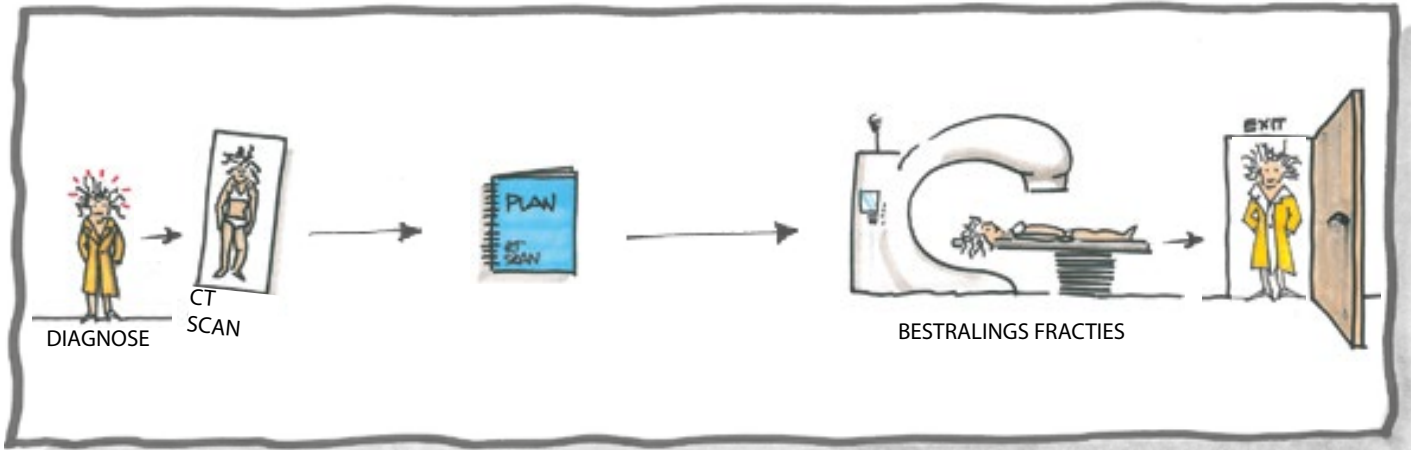 DIAGNOSE
CT
SCAN
PLAN
CT
SCAN
BESTRALINGS FRACTIES
EXIT